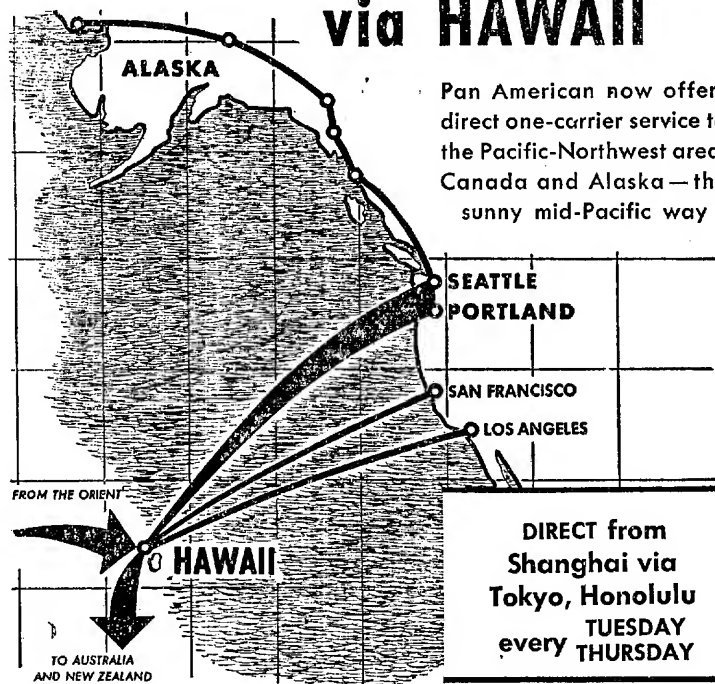 via HAWAII
ALASKA
Pan American now offer
direct one-carrier service t
the Pacific-Northwest area
Canada and Alaska — th
sunny mid-Pacific way
SEATTLE
PORTLAND
SAN FRANCISCO
LOS ANGELES
FROM THE ORIENT
HAWAII
TO AUSTRALIA
AND NEW ZEALAND
DIRECT from
Shanghai via
Tokyo, Honolulu
every TUESDAY
THURSDAY